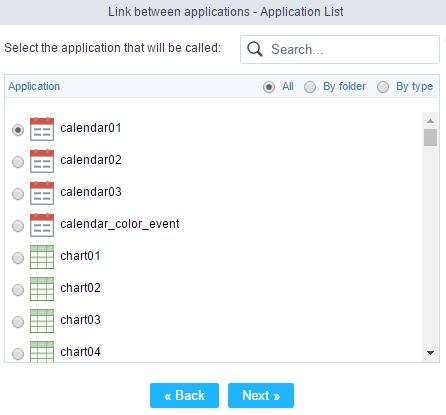 Link between applications - Application List
Select the application that will be called: Search...
Application All By folder By type
calendar01
calendar02
calendar03
calendar_color_event
chart01
chart02
chart03
chart04
« Back Next »